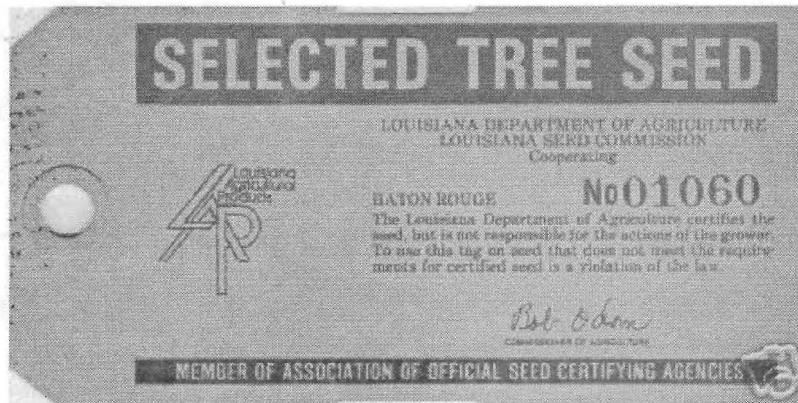 SELECTED TREE SEED
LOUISIANA DEPARTMENT OF AGRICULTURE
LOUISIANA SEED COMMISSION
Cooperating
Louisiana
Agricultural
Products
LAP
BATON ROUGE
No 01060
The Louisiana Department of Agriculture certifies the
seed, but is not responsible for the actions of the grower.
To use this tag on seed that does not meet the require-
ments for certified seed is a violation of the law.
Bob Odom
COMMISSIONER OF AGRICULTURE
MEMBER OF ASSOCIATION OF OFFICIAL SEED CERTIFYING AGENCIES